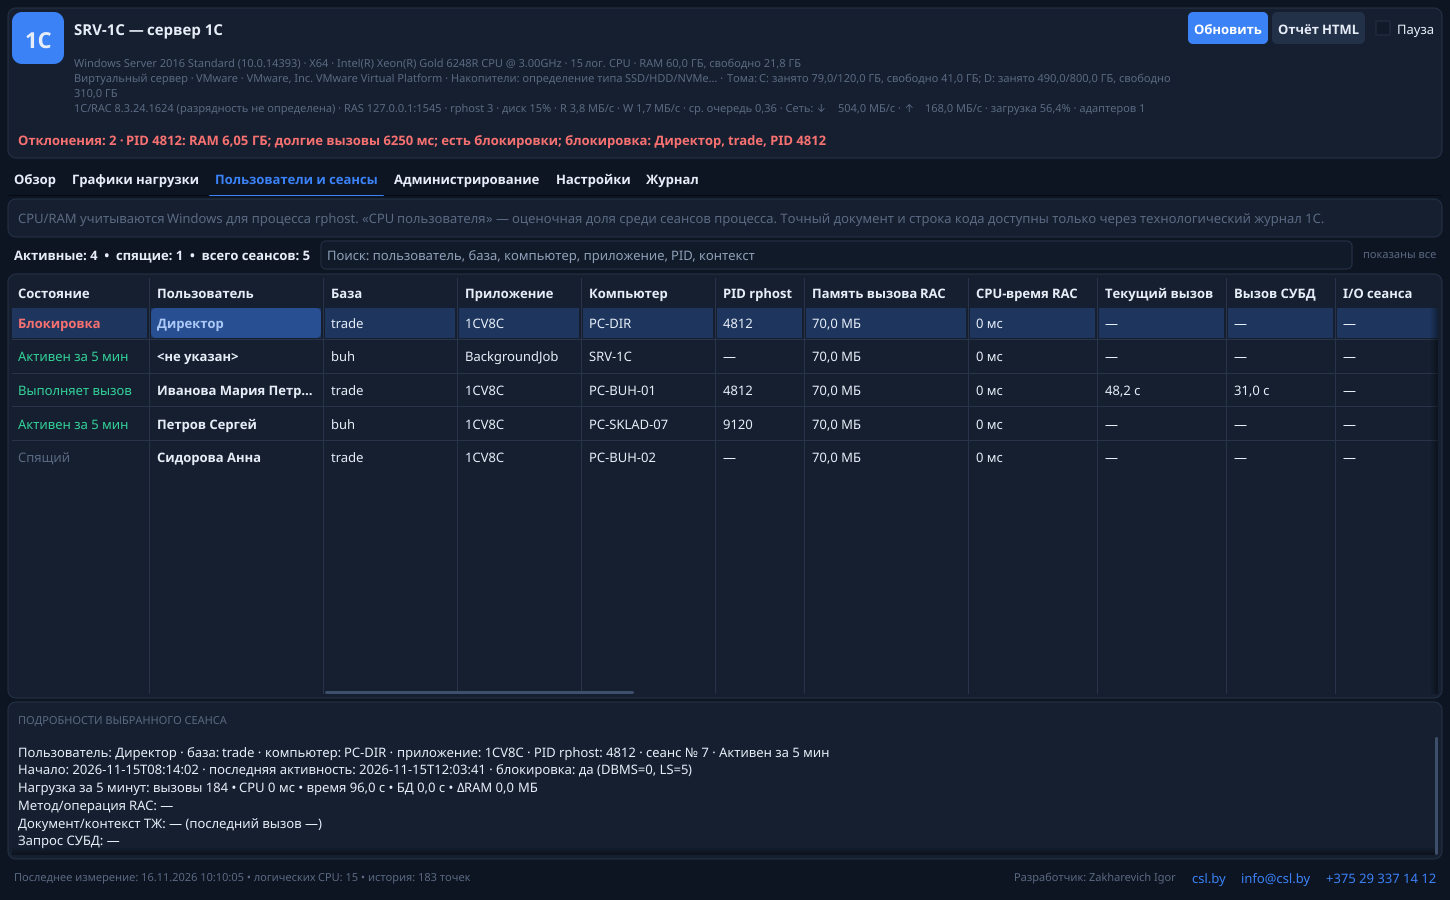 1C
SRV-1C — сервер 1С
Обновить
Отчёт HTML
Пауза
Windows Server 2016 Standard (10.0.14393) · X64 · Intel(R) Xeon(R) Gold 6248R CPU @ 3.00GHz · 15 лог. CPU · RAM 60,0 ГБ, свободно 21,8 ГБ
Виртуальный сервер · VMware · VMware, Inc. VMware Virtual Platform · Накопители: определение типа SSD/HDD/NVMe... · Тома: C: занято 79,0/120,0 ГБ, свободно 41,0 ГБ; D: занято 490,0/800,0 ГБ, свободно
310,0 ГБ
1C/RAC 8.3.24.1624 (разрядность не определена) · RAS 127.0.0.1:1545 · rphost 3 · диск 15% · R 3,8 МБ/с · W 1,7 МБ/с · ср. очередь 0,36 · Сеть: ↓ 504,0 МБ/с · ↑ 168,0 МБ/с · загрузка 56,4% · адаптеров 1
Отклонения: 2 · PID 4812: RAM 6,05 ГБ; долгие вызовы 6250 мс; есть блокировки; блокировка: Директор, trade, PID 4812
Обзор Графики нагрузки Пользователи и сеансы Администрирование Настройки Журнал
CPU/RAM учитываются Windows для процесса rphost. «CPU пользователя» — оценочная доля среди сеансов процесса. Точный документ и строка кода доступны только через технологический журнал 1С.
Активные: 4 • спящие: 1 • всего сеансов: 5
Поиск: пользователь, база, компьютер, приложение, PID, контекст
показаны все
Состояние Пользователь База Приложение Компьютер PID rphost Память вызова RAC CPU-время RAC Текущий вызов Вызов СУБД I/O сеанса
Блокировка Директор trade 1CV8C PC-DIR 4812 70,0 МБ 0 мс — — —
Активен за 5 мин <не указан> buh BackgroundJob SRV-1C — 70,0 МБ 0 мс — — —
Выполняет вызов Иванова Мария Петр... trade 1CV8C PC-BUH-01 4812 70,0 МБ 0 мс 48,2 с 31,0 с —
Активен за 5 мин Петров Сергей buh 1CV8C PC-SKLAD-07 9120 70,0 МБ 0 мс — — —
Спящий Сидорова Анна trade 1CV8C PC-BUH-02 — 70,0 МБ 0 мс — — —
ПОДРОБНОСТИ ВЫБРАННОГО СЕАНСА
Пользователь: Директор · база: trade · компьютер: PC-DIR · приложение: 1CV8C · PID rphost: 4812 · сеанс № 7 · Активен за 5 мин
Начало: 2026-11-15T08:14:02 · последняя активность: 2026-11-15T12:03:41 · блокировка: да (DBMS=0, LS=5)
Нагрузка за 5 минут: вызовы 184 • CPU 0 мс • время 96,0 с • БД 0,0 с • ΔRAM 0,0 МБ
Метод/операция RAC: —
Документ/контекст ТЖ: — (последний вызов —)
Запрос СУБД: —
Последнее измерение: 16.11.2026 10:10:05 • логических CPU: 15 • история: 183 точек
Разработчик: Zakharevich Igor csl.by info@csl.by +375 29 337 14 12